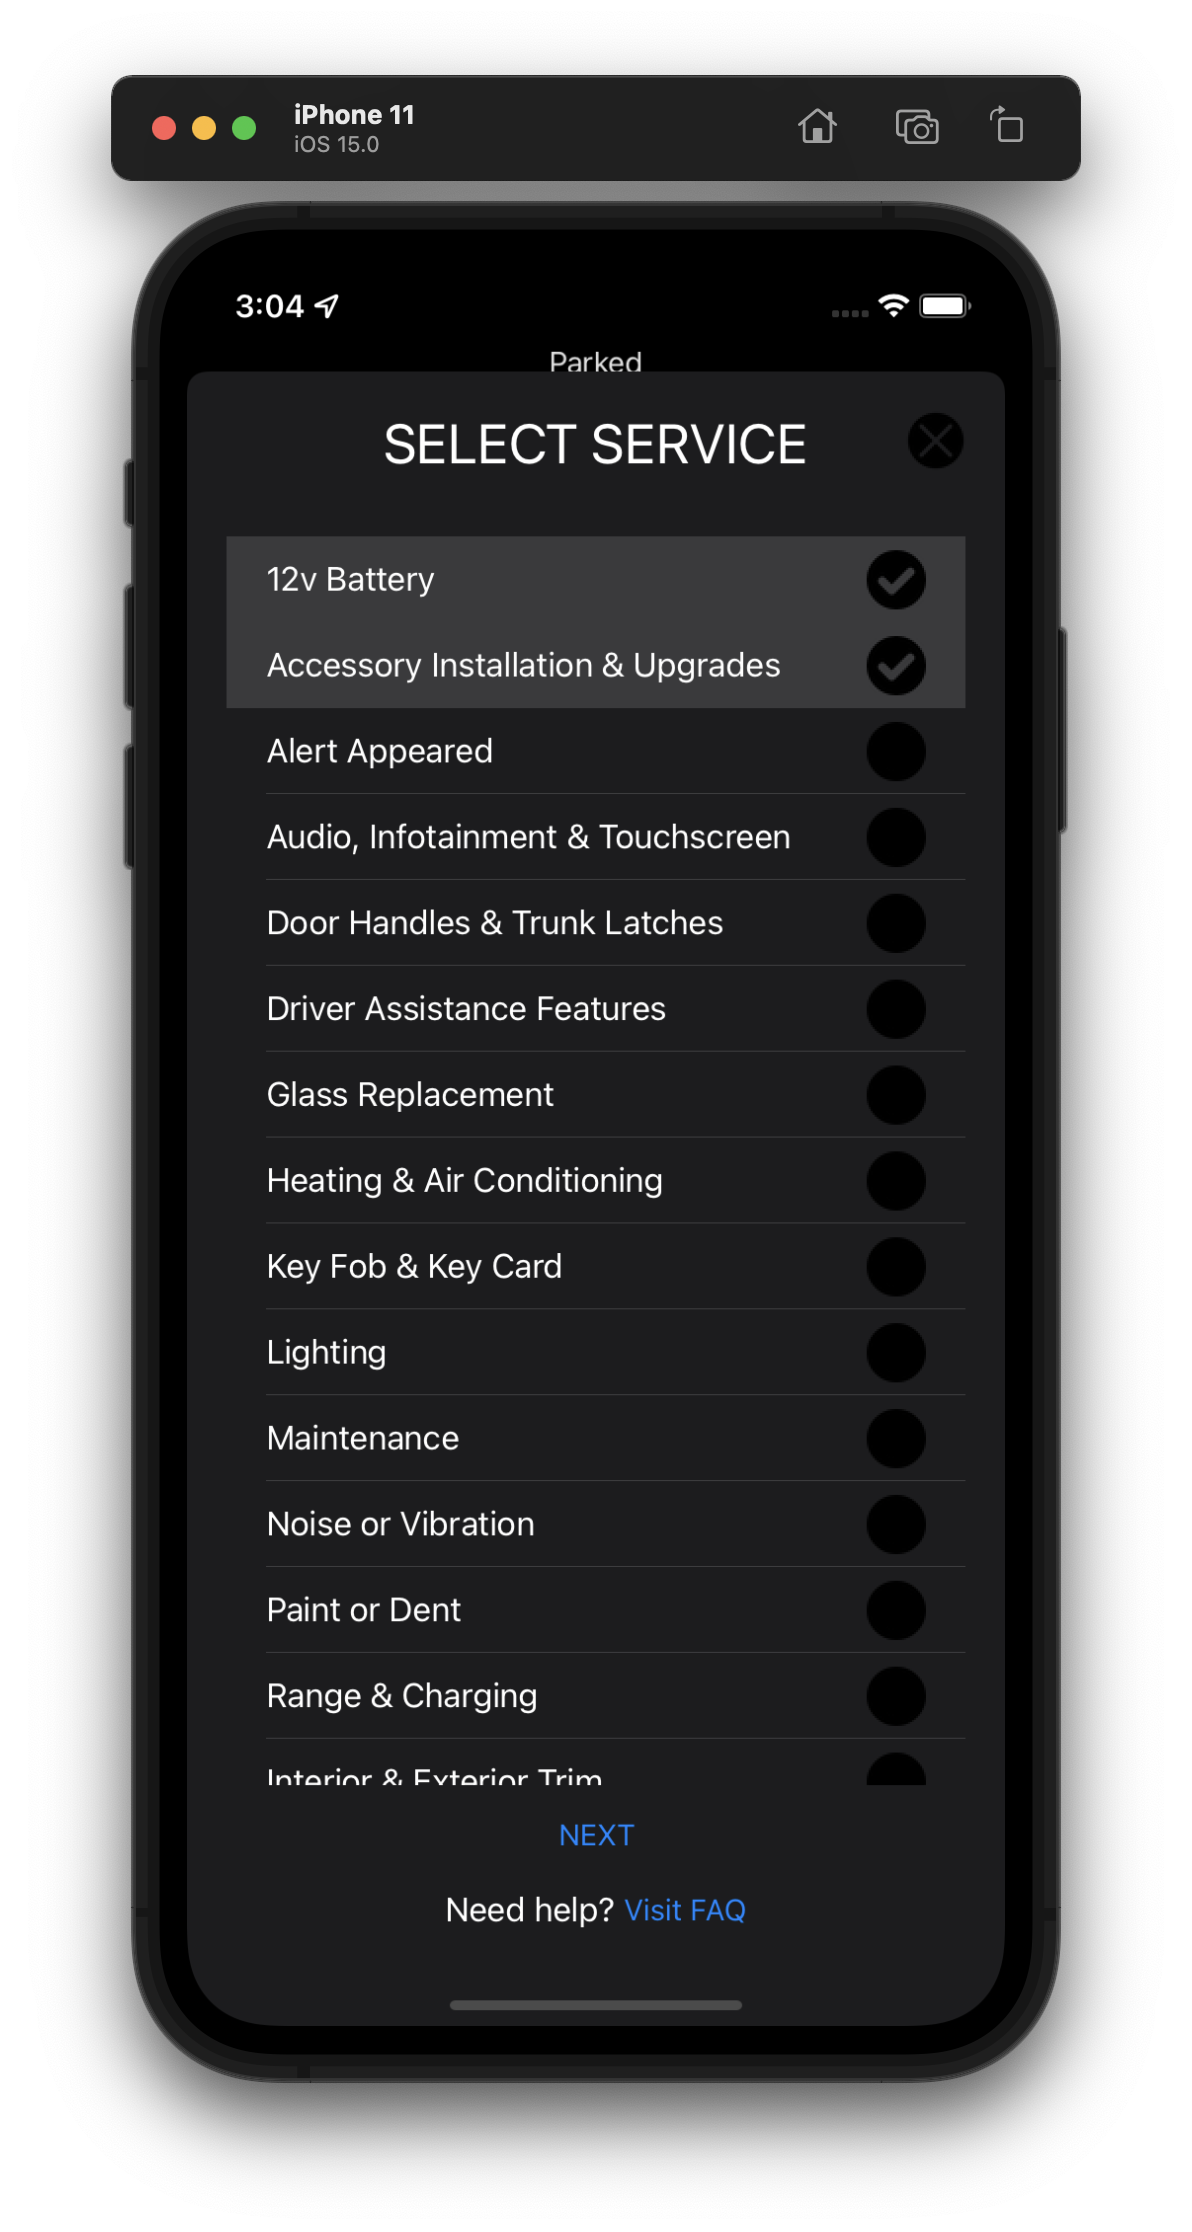 iPhone 11
iOS 15.0
3:04
Parked
SELECT SERVICE
12v Battery
Accessory Installation & Upgrades
Alert Appeared
Audio, Infotainment & Touchscreen
Door Handles & Trunk Latches
Driver Assistance Features
Glass Replacement
Heating & Air Conditioning
Key Fob & Key Card
Lighting
Maintenance
Noise or Vibration
Paint or Dent
Range & Charging
Interior & Exterior Trim
NEXT
Need help? Visit FAQ